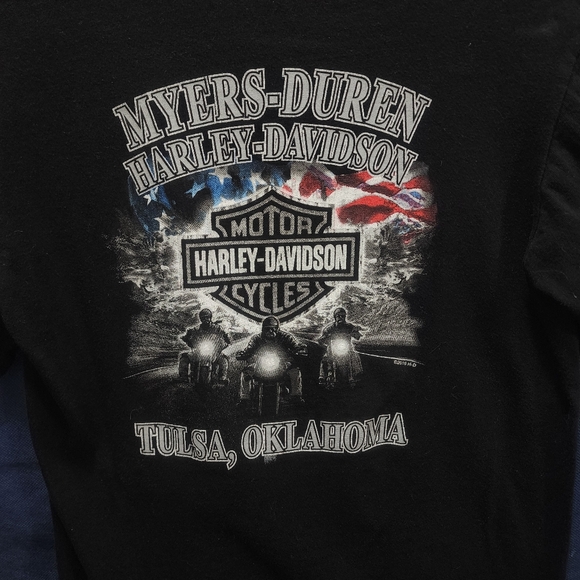 MYERS-DUREN
HARLEY-DAVIDSON
MOTOR
HARLEY-DAVIDSON
CYCLES
TULSA, OKLAHOMA